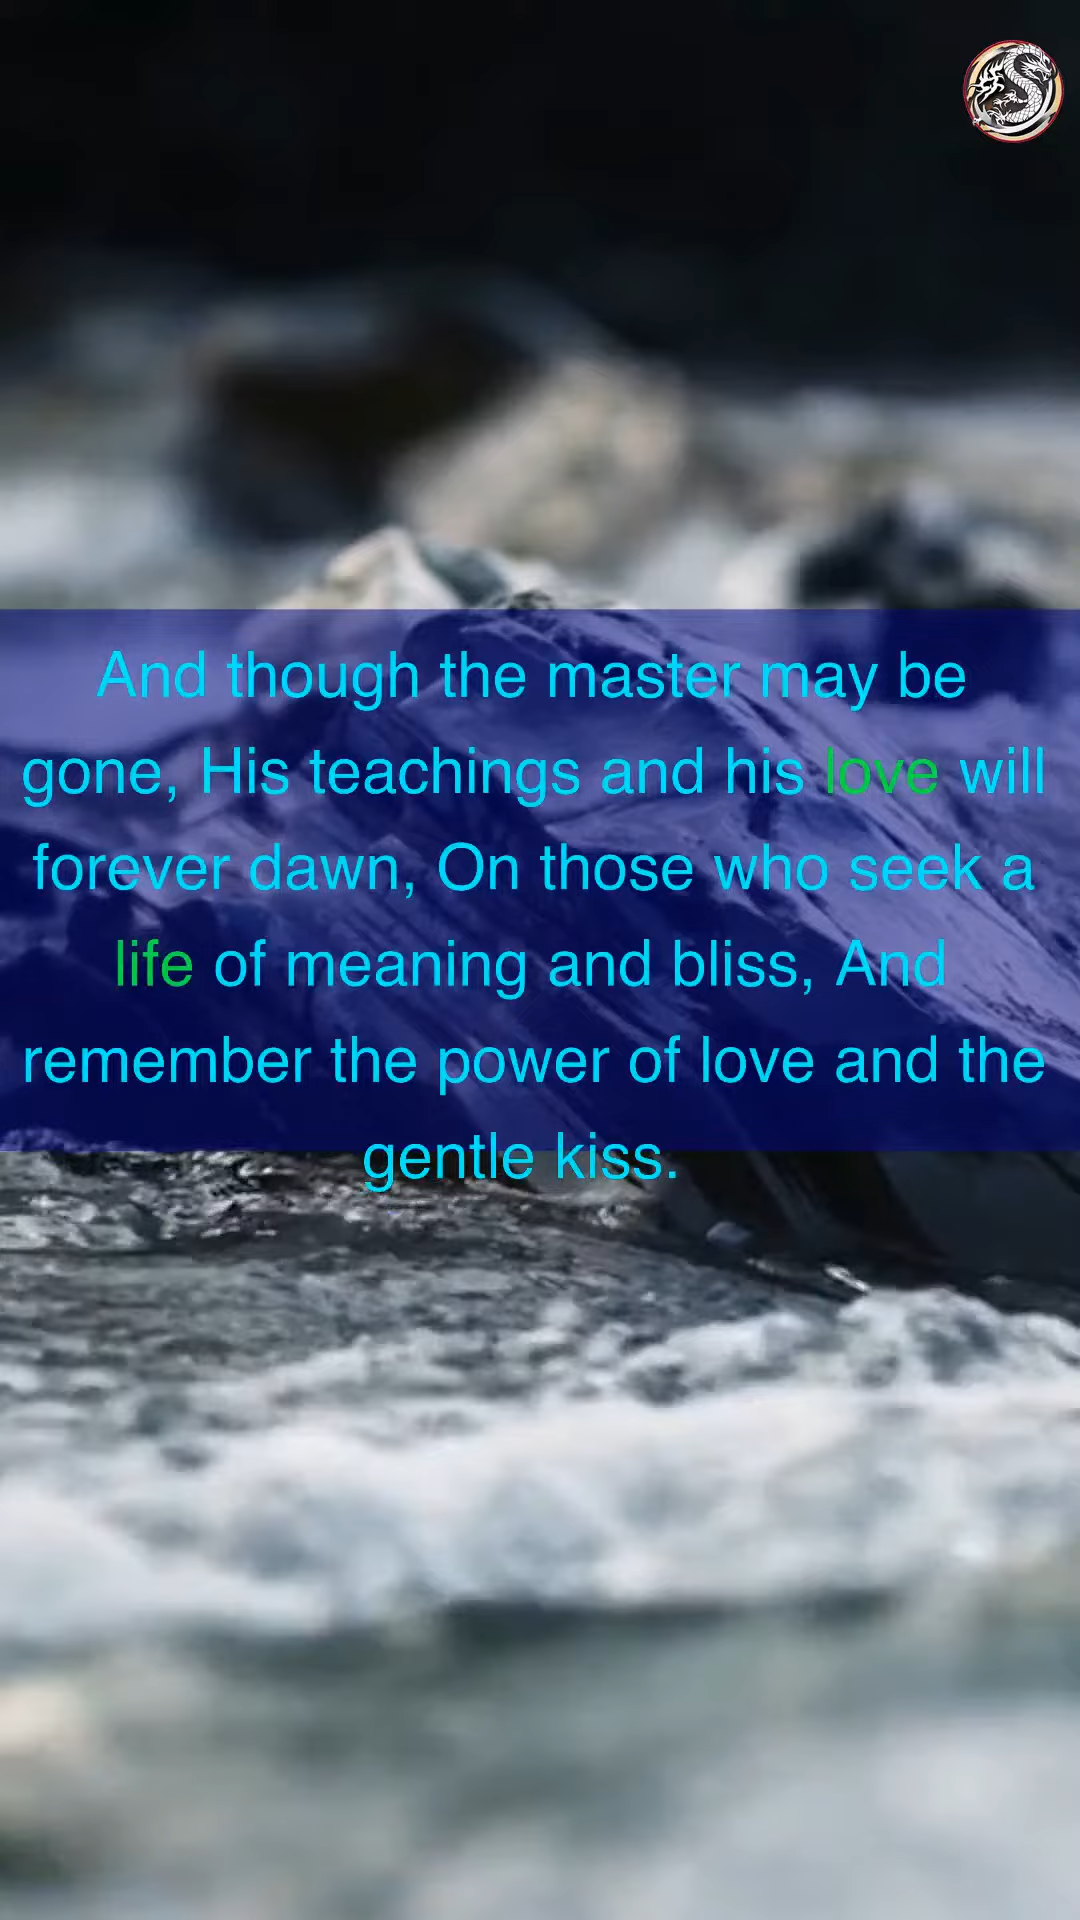 And though the master may be
gone, His teachings and his love will
forever dawn, On those who seek a
life of meaning and bliss, And
remember the power of love and the
gentle kiss.